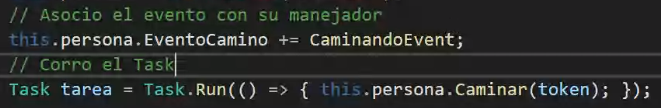 // Asocio el evento con su manejador
this.persona.EventoCamino += CaminandoEvent;
// Corro el Task
Task tarea = Task.Run(() => { this.persona.Caminar(token); });